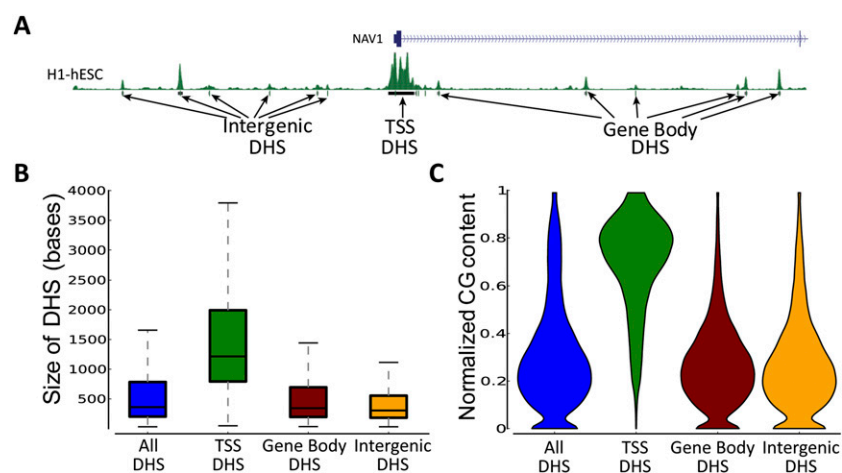 A
NAV1
H1-hESC
Intergenic DHS
TSS DHS
Gene Body DHS
B
Size of DHS (bases)
4000
3500
3000
2500
2000
1500
1000
500
All DHS
TSS DHS
Gene Body DHS
Intergenic DHS
C
Normalized CG content
1
0.8
0.6
0.4
0.2
0
All DHS
TSS DHS
Gene Body DHS
Intergenic DHS